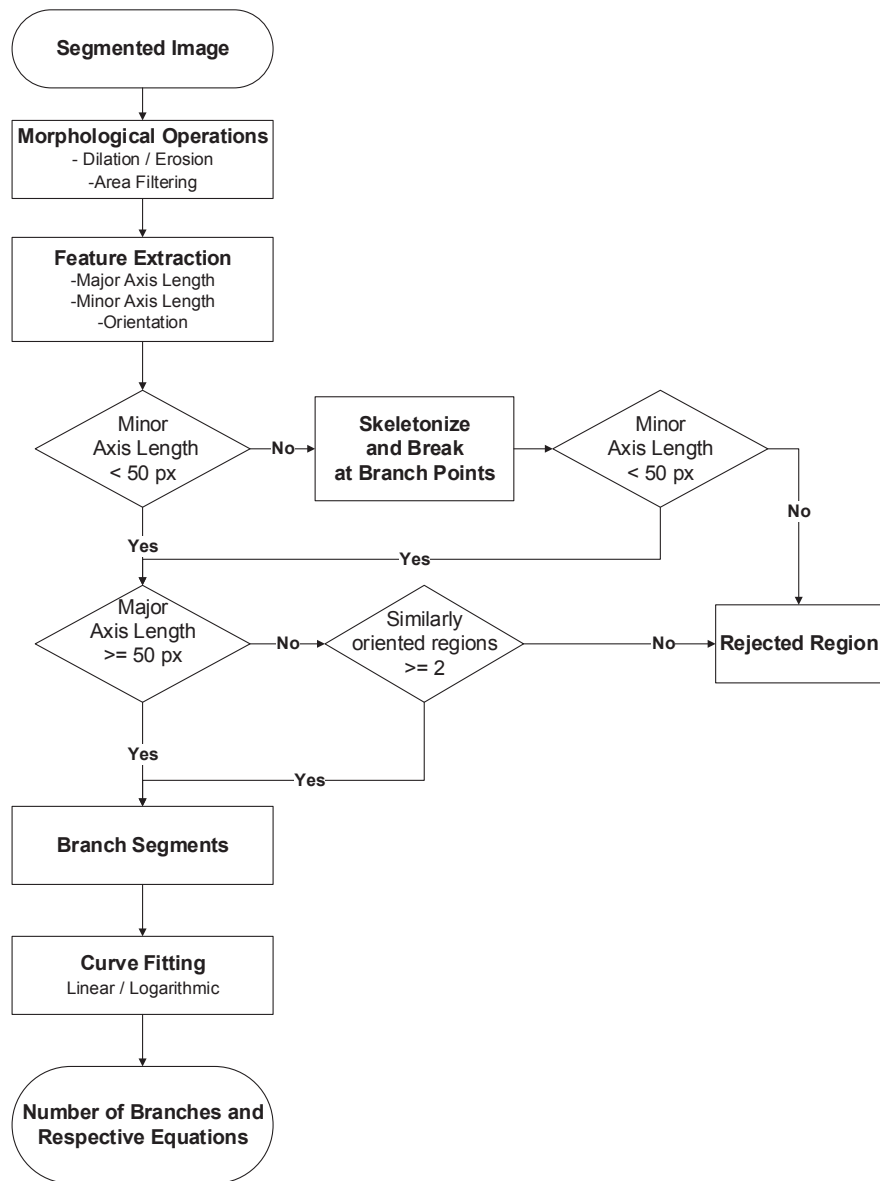 Segmented Image
Morphological Operations
- Dilation / Erosion
-Area Filtering
Feature Extraction
-Major Axis Length
-Minor Axis Length
-Orientation
Minor
Axis Length
< 50 px
No
Skeletonize
and Break
at Branch Points
Minor
Axis Length
< 50 px
No
Yes
Yes
Major
Axis Length
>= 50 px
No
Similarly
oriented regions
>= 2
No
Rejected Region
Yes
Yes
Branch Segments
Curve Fitting
Linear / Logarithmic
Number of Branches and
Respective Equations